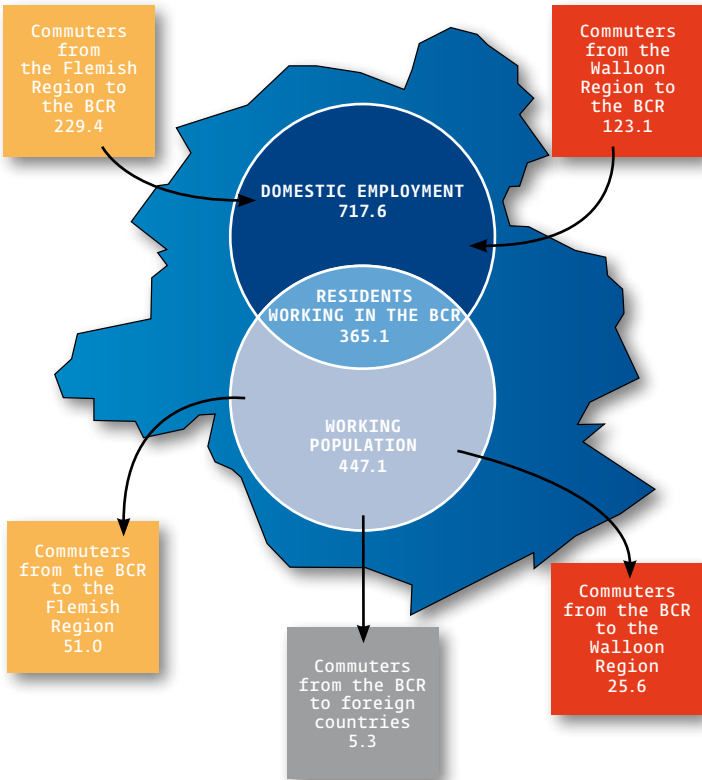 Commuters
from
the Flemish
Region to
the BCR
229.4
Commuters
from the
Walloon
Region to
the BCR
123.1
DOMESTIC EMPLOYMENT
717.6
RESIDENTS
WORKING IN THE BCR
365.1
WORKING
POPULATION
447.1
Commuters
from the BCR
to the
Flemish
Region
51.0
Commuters
from the BCR
to foreign
countries
5.3
Commuters
from the BCR
to the
Walloon
Region
25.6